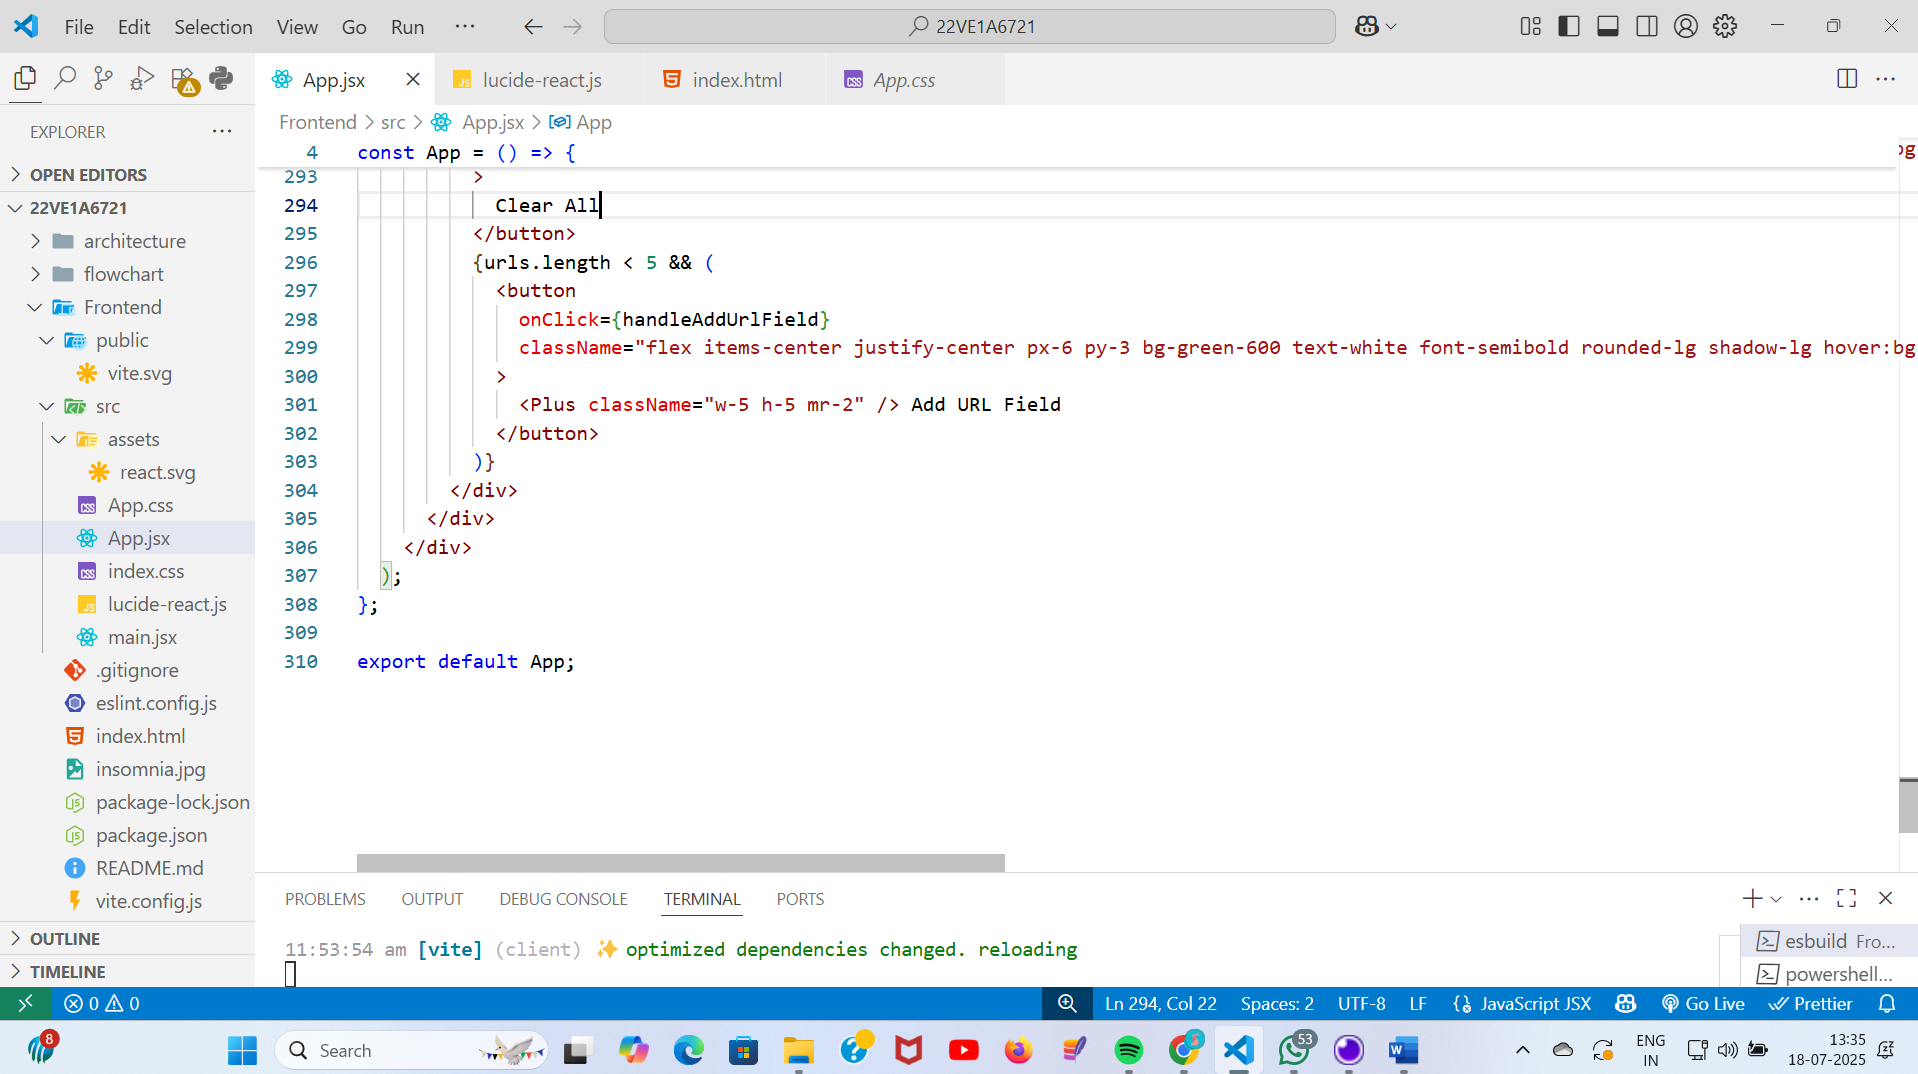 File Edit Selection View Go Run ··· 22VE1A6721
App.jsx lucide-react.js index.html App.css
EXPLORER
OPEN EDITORS
22VE1A6721
architecture
flowchart
Frontend
public
vite.svg
src
assets
react.svg
App.css
App.jsx
index.css
lucide-react.js
main.jsx
.gitignore
eslint.config.js
index.html
insomnia.jpg
package-lock.json
package.json
README.md
vite.config.js
OUTLINE
TIMELINE
Frontend > src > App.jsx > App
4 const App = () => {
293 >
294 Clear All
295 </button>
296 {urls.length < 5 && (
297 <button
298 onClick={handleAddUrlField}
299 className="flex items-center justify-center px-6 py-3 bg-green-600 text-white font-semibold rounded-lg shadow-lg hover:bg
300 >
301 <Plus className="w-5 h-5 mr-2" /> Add URL Field
302 </button>
303 )}
304 </div>
305 </div>
306 </div>
307 );
308 };
309
310 export default App;
PROBLEMS OUTPUT DEBUG CONSOLE TERMINAL PORTS
11:53:54 am [vite] (client) ✨ optimized dependencies changed. reloading
esbuild Fro...
powershell...
0 0 Ln 294, Col 22 Spaces: 2 UTF-8 LF JavaScript JSX Go Live Prettier
8 Search 53 ENG 13:35
IN 18-07-2025